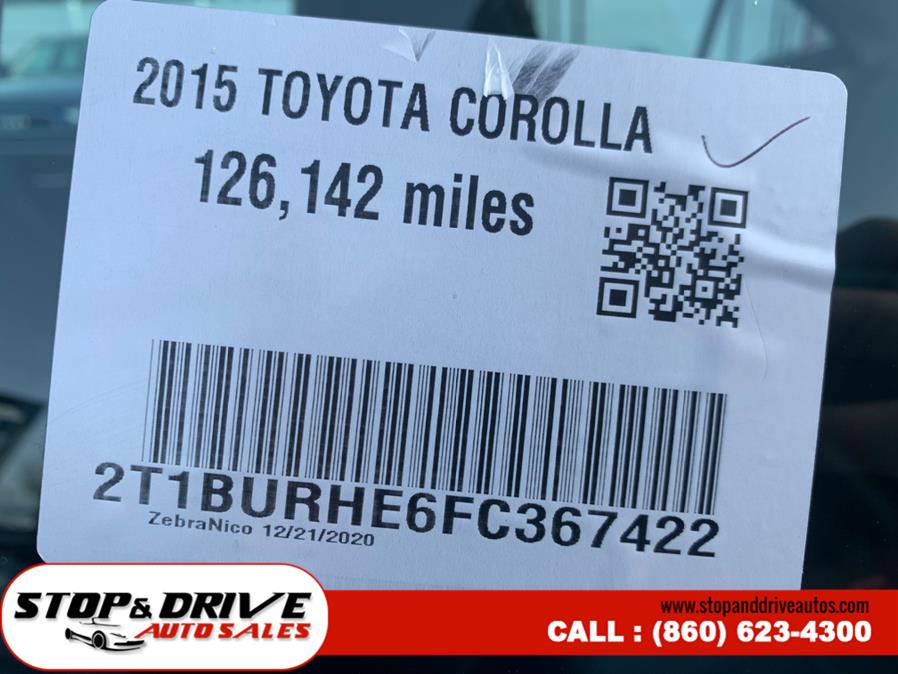 2015 TOYOTA COROLLA
126,142 miles
2T1BURHE6FC367422
ZebraNico 12/21/2020
STOP & DRIVE
AUTO SALES
www.stopanddriveautos.com
CALL : (860) 623-4300